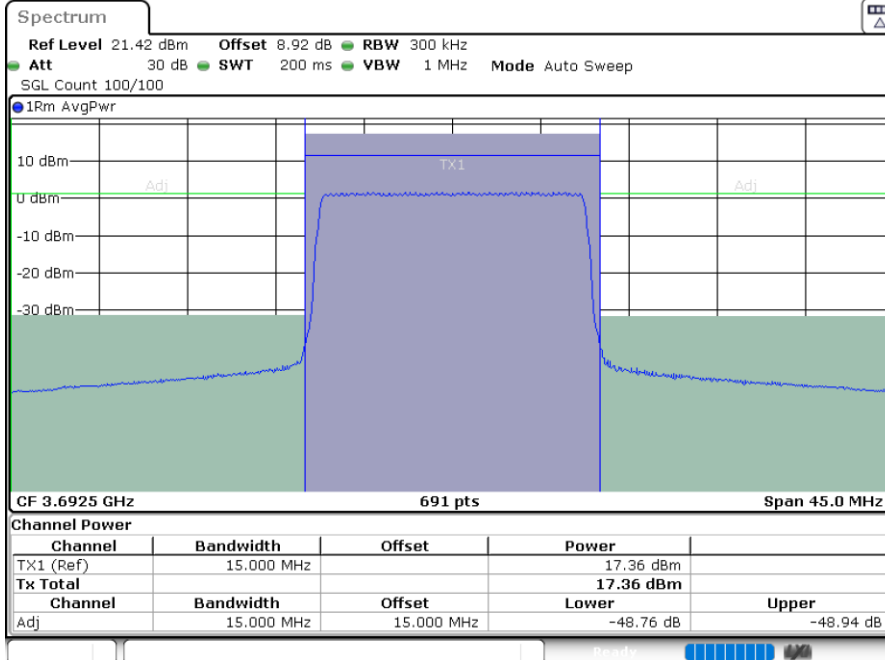 Spectrum
Ref Level 21.42 dBm Offset 8.92 dB RBW 300 kHz
Att 30 dB SWT 200 ms VBW 1 MHz Mode Auto Sweep
SGL Count 100/100
1Rm AvgPwr
10 dBm
TX1
Adj Adj
0 dBm
-10 dBm
-20 dBm
-30 dBm
CF 3.6925 GHz 691 pts Span 45.0 MHz
Channel Power
Channel Bandwidth Offset Power
TX1 (Ref) 15.000 MHz 17.36 dBm
Tx Total 17.36 dBm
Channel Bandwidth Offset Lower Upper
Adj 15.000 MHz 15.000 MHz -48.76 dB -48.94 dB
Ready